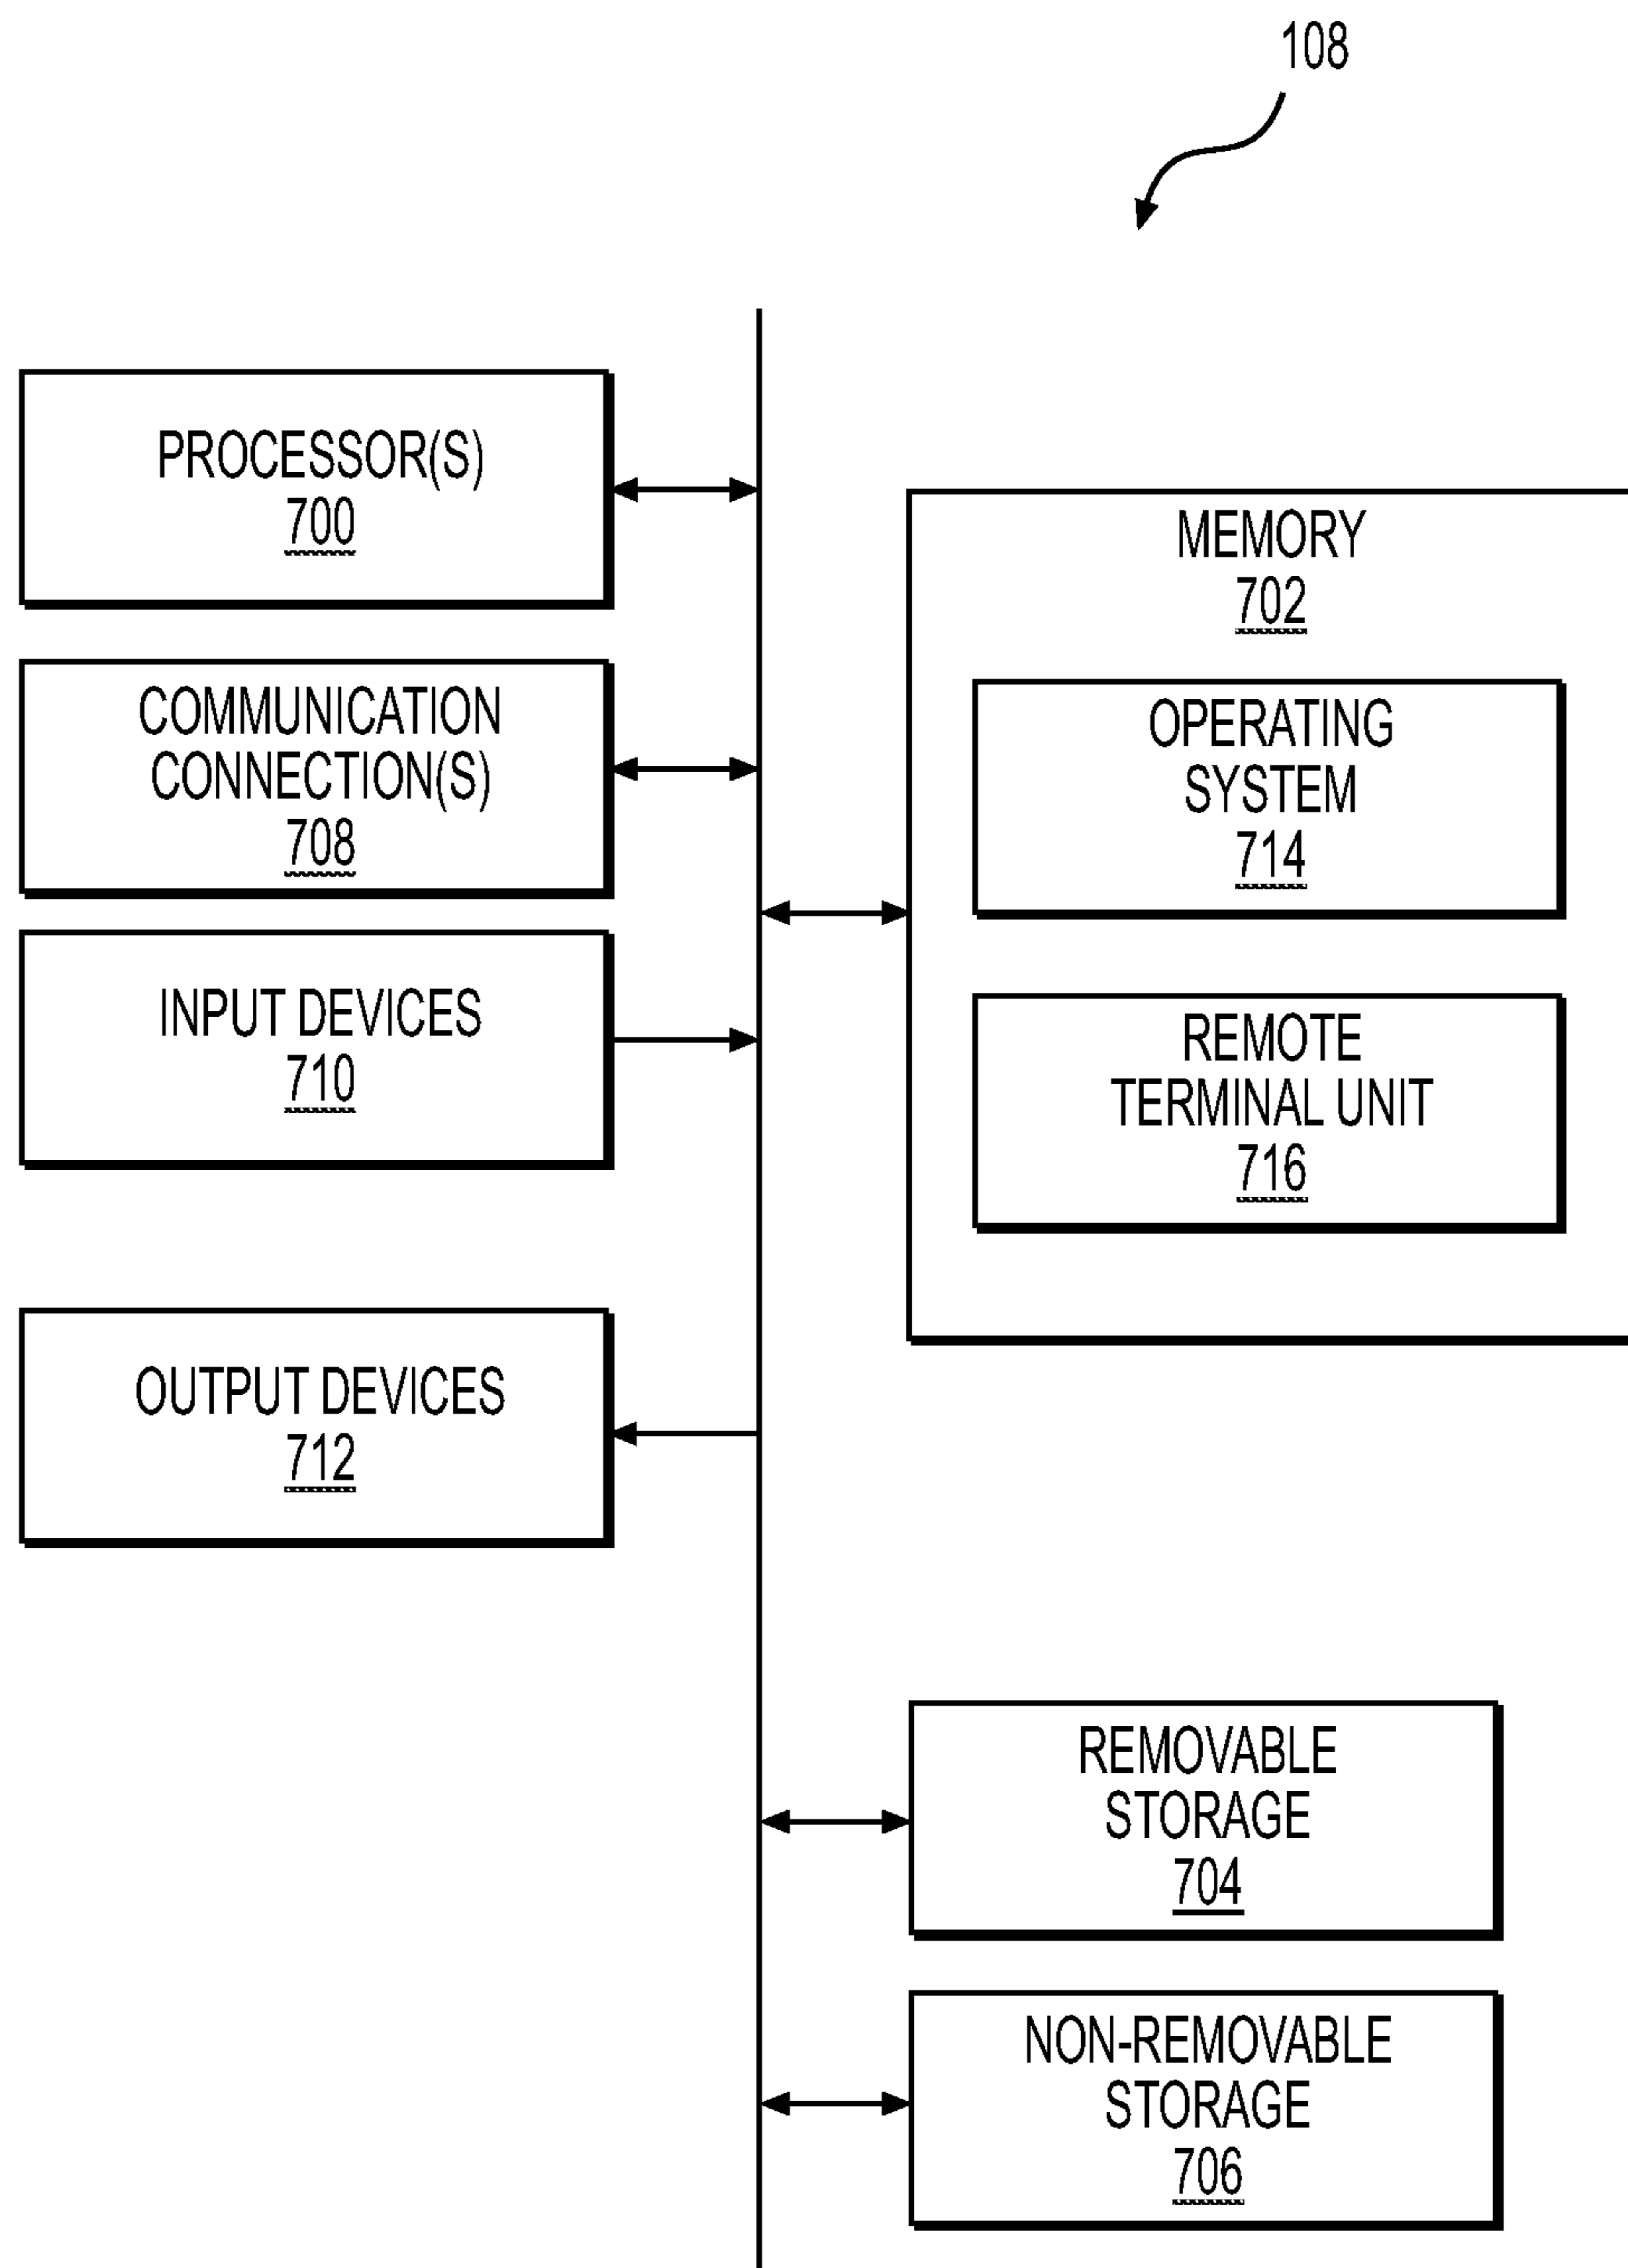 108
PROCESSOR(S)
700
COMMUNICATION
CONNECTION(S)
708
INPUT DEVICES
710
OUTPUT DEVICES
712
MEMORY
702
OPERATING
SYSTEM
714
REMOTE
TERMINAL UNIT
716
REMOVABLE
STORAGE
704
NON-REMOVABLE
STORAGE
706